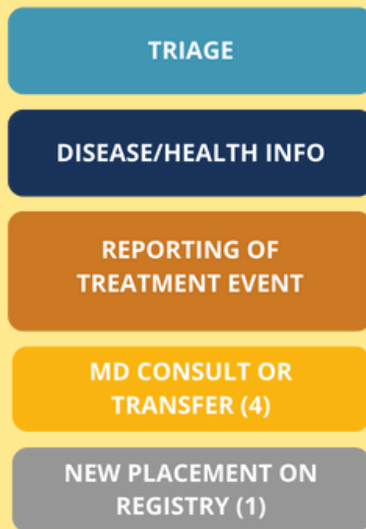 TRIAGE
DISEASE/HEALTH INFO
REPORTING OF
TREATMENT EVENT
MD CONSULT OR
TRANSFER (4)
NEW PLACEMENT ON
REGISTRY (1)